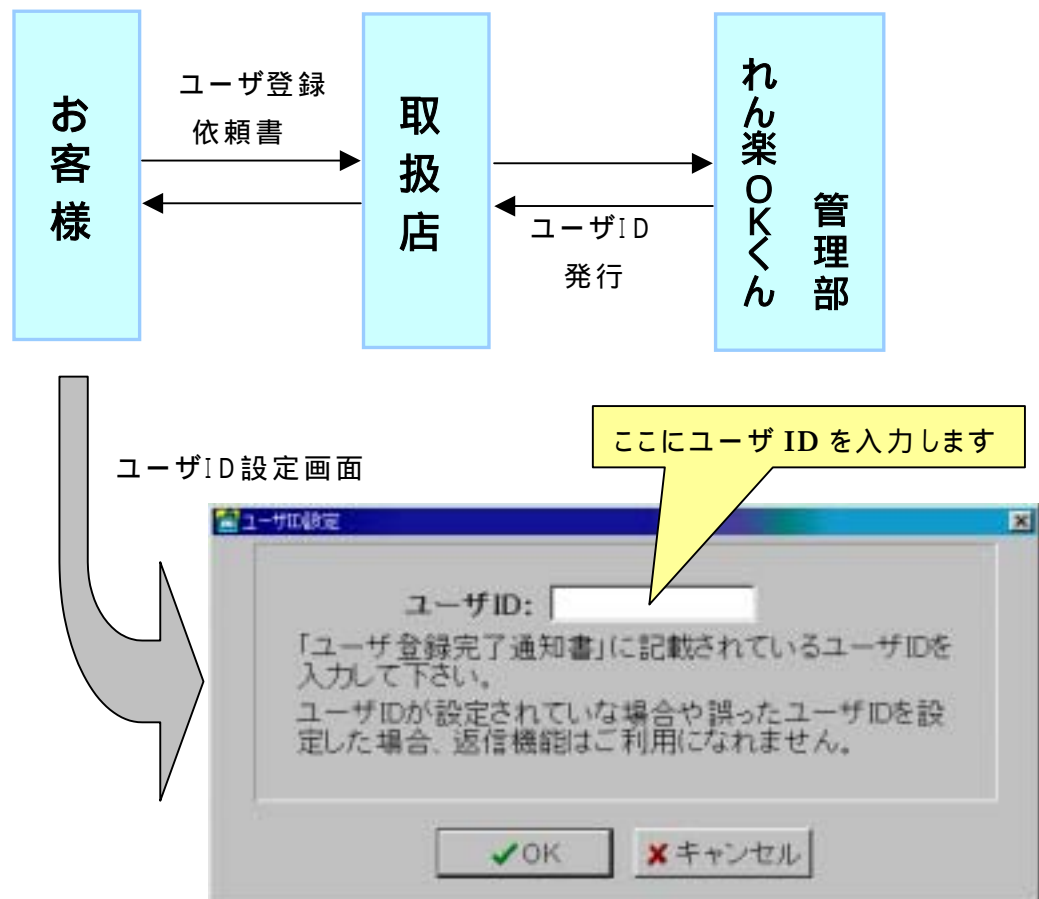 お客様
ユーザ登録
依頼書
取扱店
ユーザID
発行
れん楽OKくん
管理部
ユーザID設定画面
ここにユーザ ID を入力します
ユーザID設定
ユーザID:
「ユーザ登録完了通知書」に記載されているユーザIDを
入力して下さい。
ユーザIDが設定されていな場合や誤ったユーザIDを設
定した場合、返信機能はご利用になれません。
OK
キャンセル